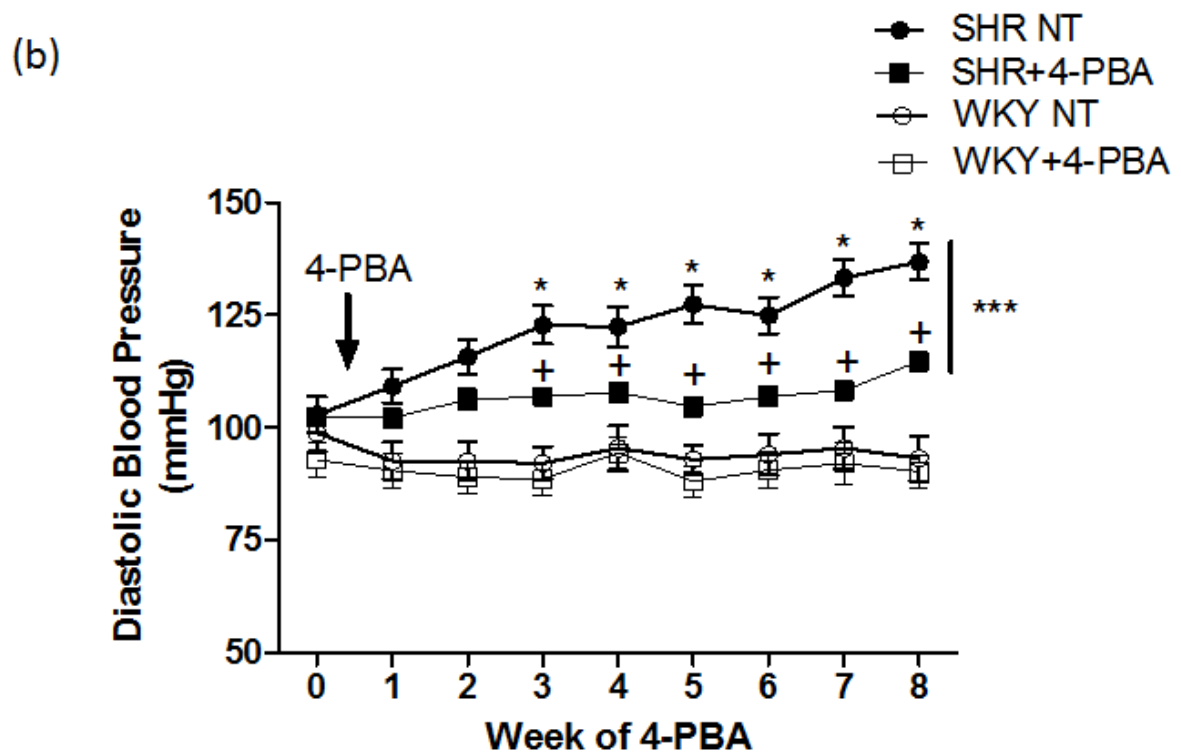 (b)
SHR NT
SHR+4-PBA
WKY NT
WKY+4-PBA
Diastolic Blood Pressure
(mmHg)
150
125
100
75
50
4-PBA
* * * * * *
+ + + + + +
***
0 1 2 3 4 5 6 7 8
Week of 4-PBA